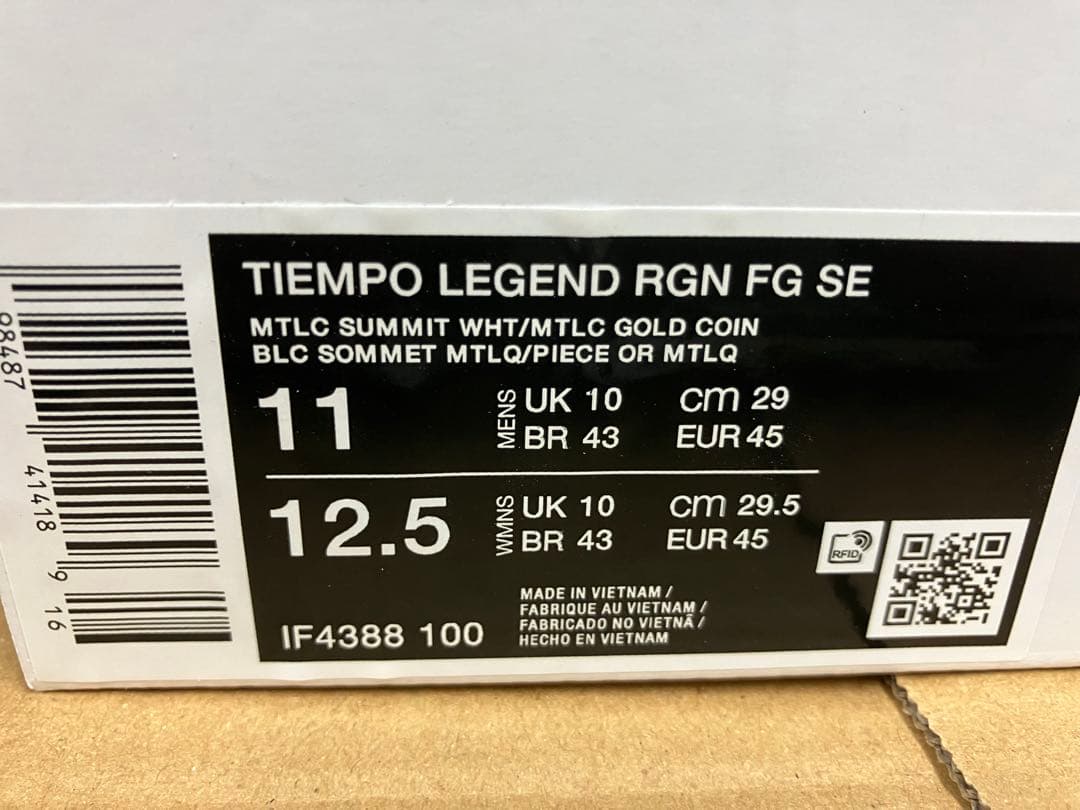 TIEMPO LEGEND RGN FG SE
MTLC SUMMIT WHT/MTLC GOLD COIN
BLC SOMMET MTLQ/PIECE OR MTLQ
11 MENS UK 10 cm 29
BR 43 EUR 45
12.5 WMNS UK 10 cm 29.5
BR 43 EUR 45
RFID
IF4388 100
MADE IN VIETNAM /
FABRIQUE AU VIETNAM /
FABRICADO NO VIETNÃ /
HECHO EN VIETNAM
41418 9 16